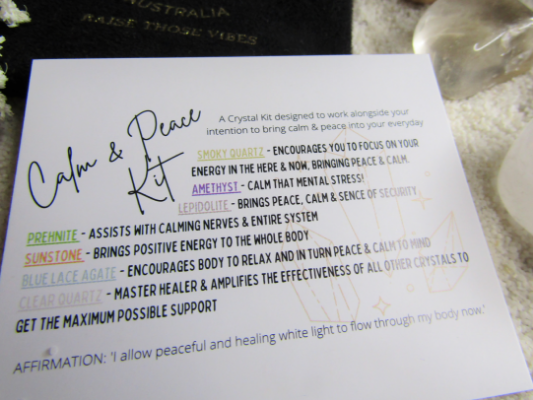 AUSTRALIA
RAISE THOSE VIBES
Calm & Peace
Kit
A Crystal Kit designed to work alongside your
intention to bring calm & peace into your everyday
SMOKY QUARTZ - ENCOURAGES YOU TO FOCUS ON YOUR
ENERGY IN THE HERE & NOW, BRINGING PEACE & CALM.
AMETHYST - CALM THAT MENTAL STRESS!
LEPIDOLITE - BRINGS PEACE, CALM & SENCE OF SECURITY
PREHNITE - ASSISTS WITH CALMING NERVES & ENTIRE SYSTEM
SUNSTONE - BRINGS POSITIVE ENERGY TO THE WHOLE BODY
BLUE LACE AGATE - ENCOURAGES BODY TO RELAX AND IN TURN PEACE & CALM TO MIND
CLEAR QUARTZ - MASTER HEALER & AMPLIFIES THE EFFECTIVENESS OF ALL OTHER CRYSTALS TO
GET THE MAXIMUM POSSIBLE SUPPORT
AFFIRMATION: 'I allow peaceful and healing white light to flow through my body now.'